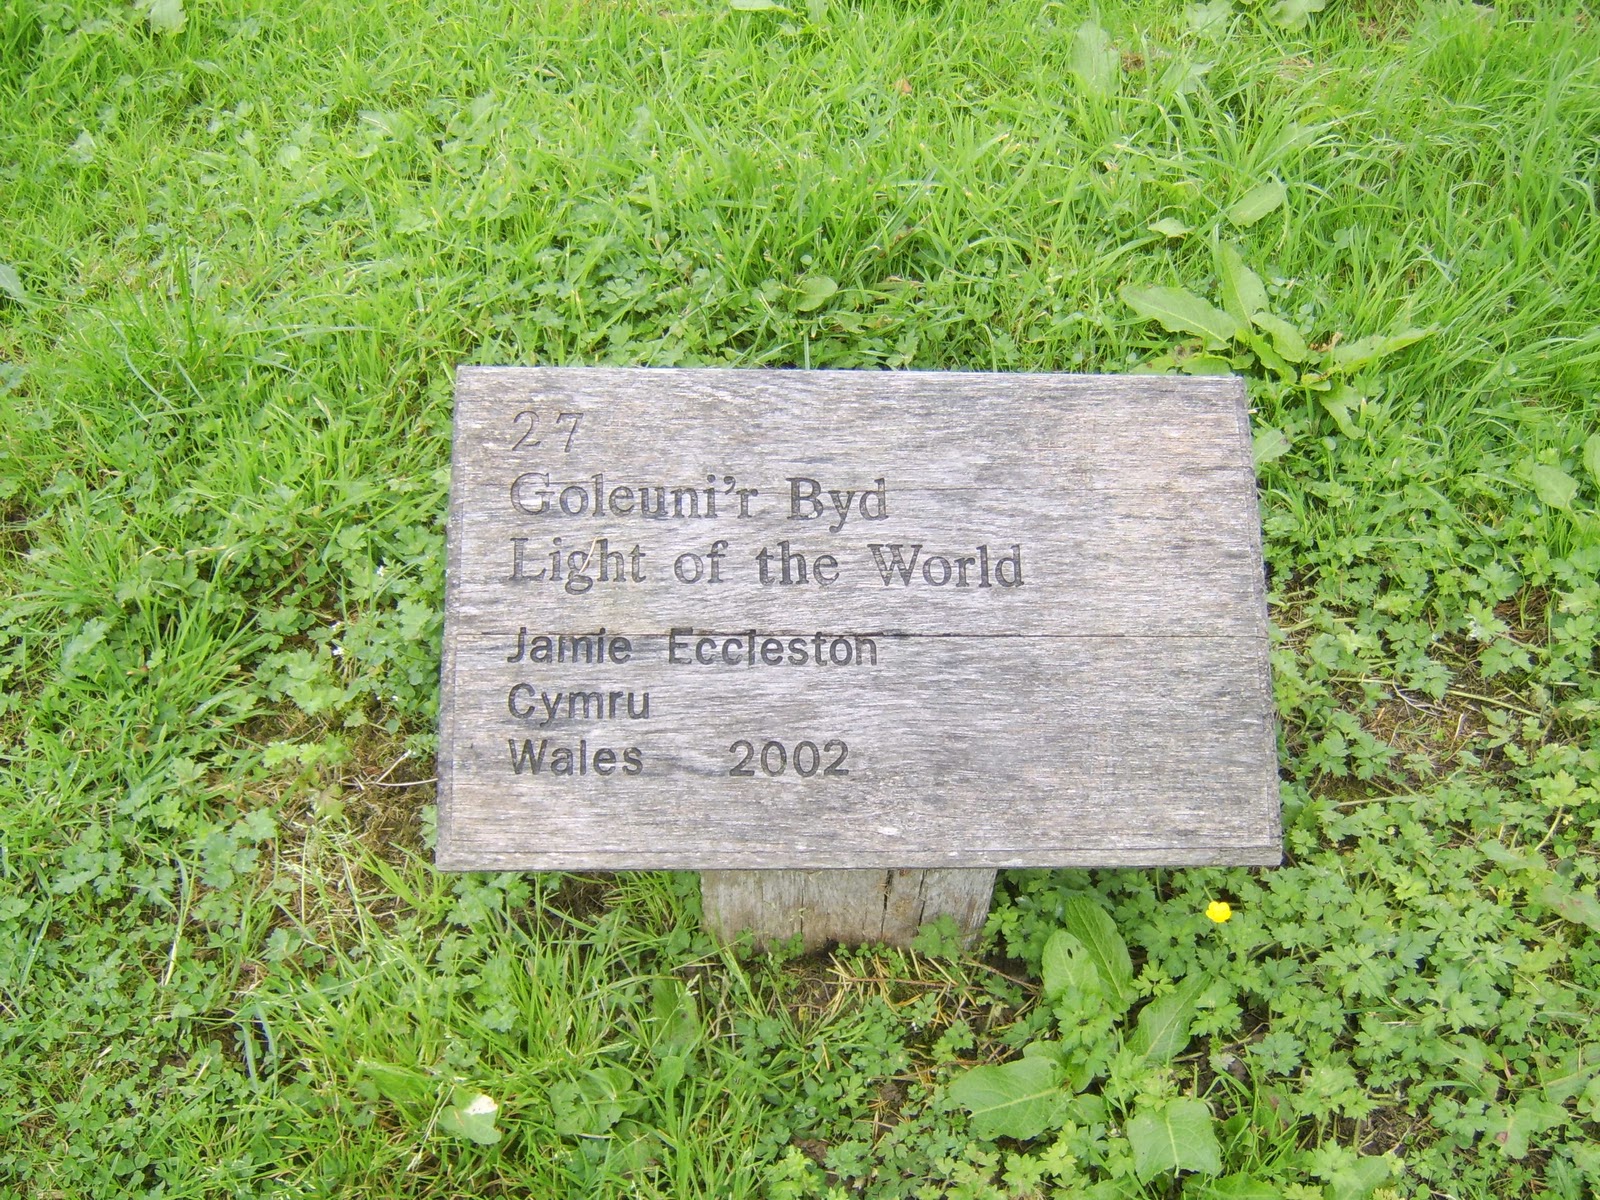 27
Goleuni'r Byd
Light of the World
Jamie Eccleston
Cymru
Wales 2002